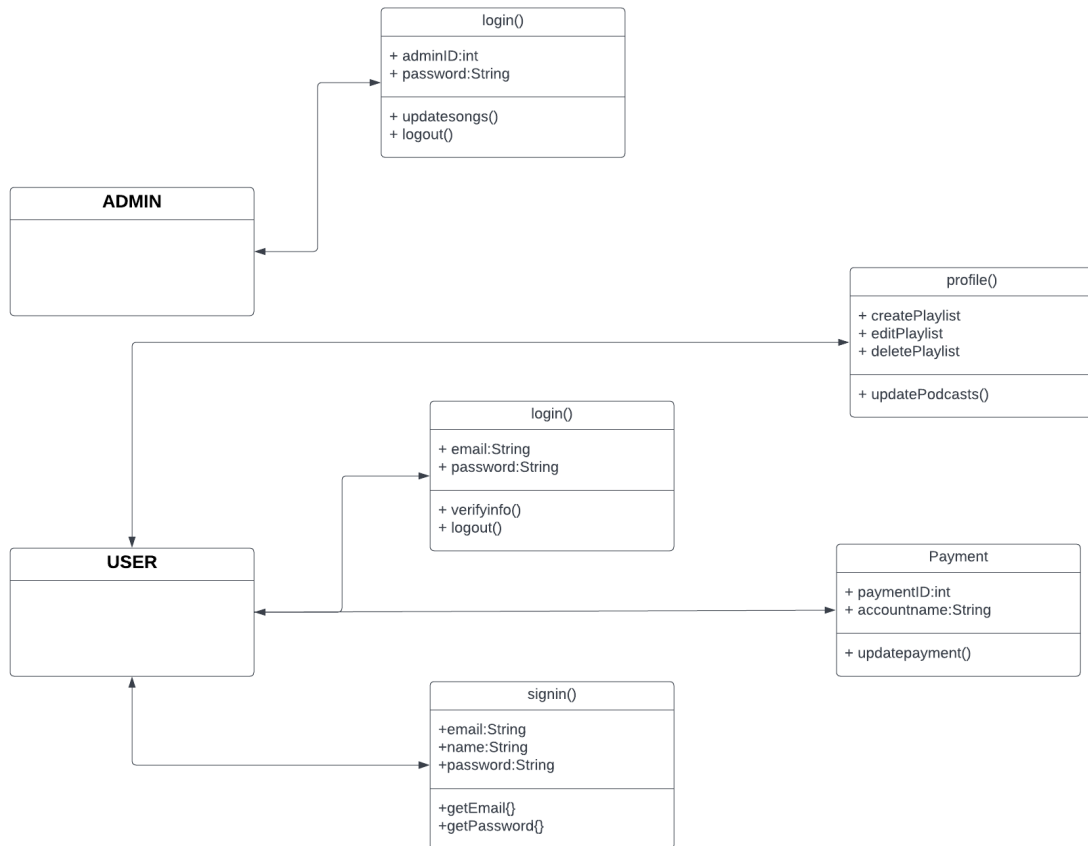 login()
+ adminID:int
+ password:String
+ updatesongs()
+ logout()
ADMIN
profile()
+ createPlaylist
+ editPlaylist
+ deletePlaylist
+ updatePodcasts()
login()
+ email:String
+ password:String
+ verifyinfo()
+ logout()
USER
Payment
+ paymentID:int
+ accountname:String
+ updatepayment()
signin()
+email:String
+name:String
+password:String
+getEmail{}
+getPassword{}